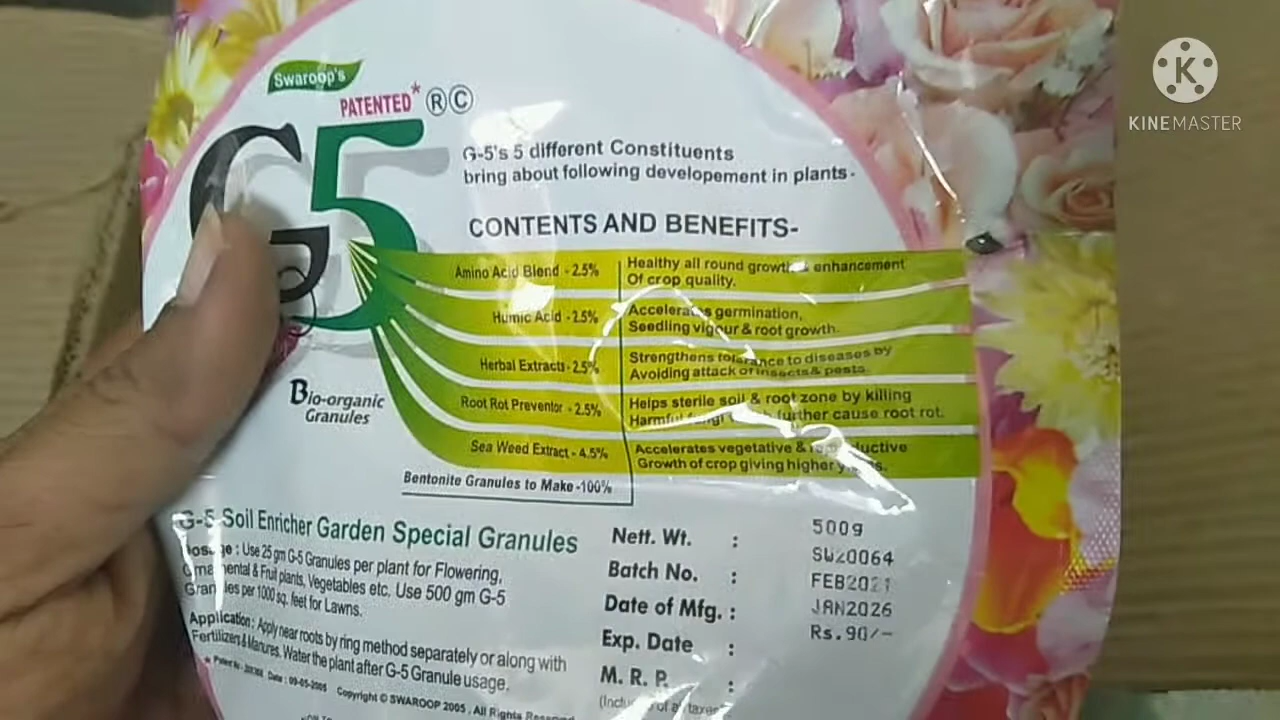 Swaroop's
PATENTED* ® ©
G5
G-5's 5 different Constituents
bring about following developement in plants-
CONTENTS AND BENEFITS-
Amino Acid Blend - 2.5% Healthy all round growth enhancement
Of crop quality.
Humic Acid - 2.5% Accelerates germination,
Seedling vigour & root growth.
Herbal Extracts - 2.5% Strengthens tolerance to diseases by
Avoiding attack of insects & pests.
Root Rot Preventor - 2.5% Helps sterile soil & root zone by killing
Harmful fungi further cause root rot.
Sea Weed Extract - 4.5% Accelerates vegetative & reproductive
Growth of crop giving higher
Bentonite Granules to Make -100%
Bio-organic
Granules
G-5 Soil Enricher Garden Special Granules
Dosage : Use 25 gm G-5 Granules per plant for Flowering,
Ornamental & Fruit plants, Vegetables etc. Use 500 gm G-5
Granules per 1000 sq. feet for Lawns.
Application : Apply near roots by ring method separately or along with
Fertilizers & Manures. Water the plant after G-5 Granule usage.
Date : 09-05-2005 Copyright © SWAROOP 2005 . All Rights
Nett. Wt. : 500g
Batch No. : SW20064
Date of Mfg. : FEB2021
Exp. Date : JAN2026
M. R. P. : Rs.90/-
of all taxes
K
KINEMASTER